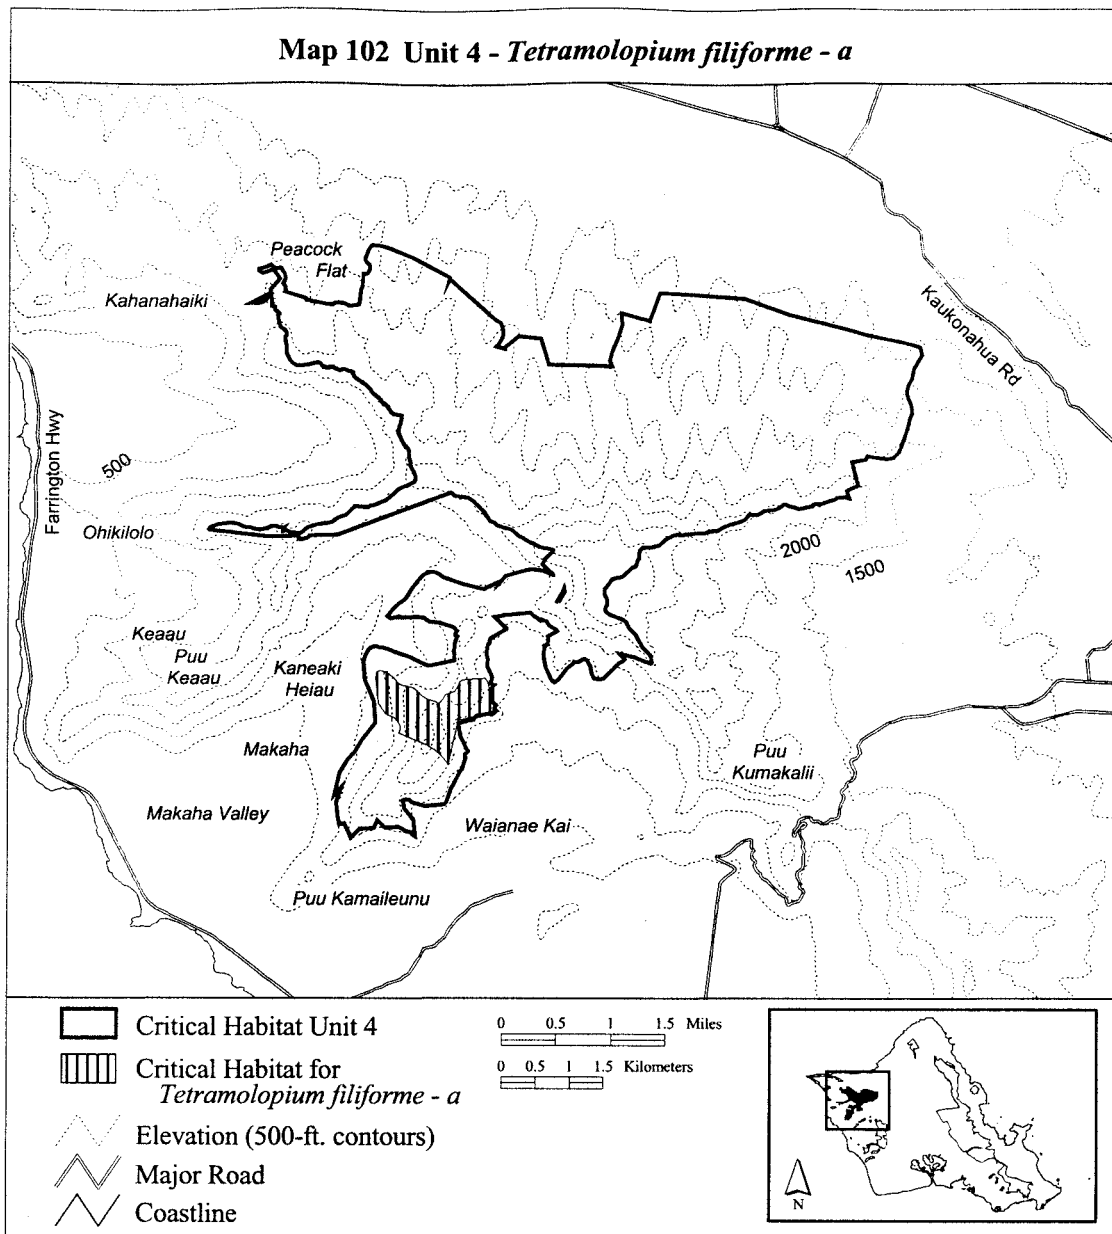 Map 102 Unit 4 - Tetramolopium filiforme - a
Peacock
Flat
Kahanahaiki
Kaukonahua Rd
Farrington Hwy
500
Ohikilolo
2000
1500
Keaau
Puu
Keaau
Kaneaki
Heiau
Makaha
Puu
Kumakalii
Makaha Valley
Waianae Kai
Puu Kamaileunu
Critical Habitat Unit 4
Critical Habitat for
Tetramolopium filiforme - a
Elevation (500-ft. contours)
Major Road
Coastline
0 0.5 1 1.5 Miles
0 0.5 1 1.5 Kilometers
N